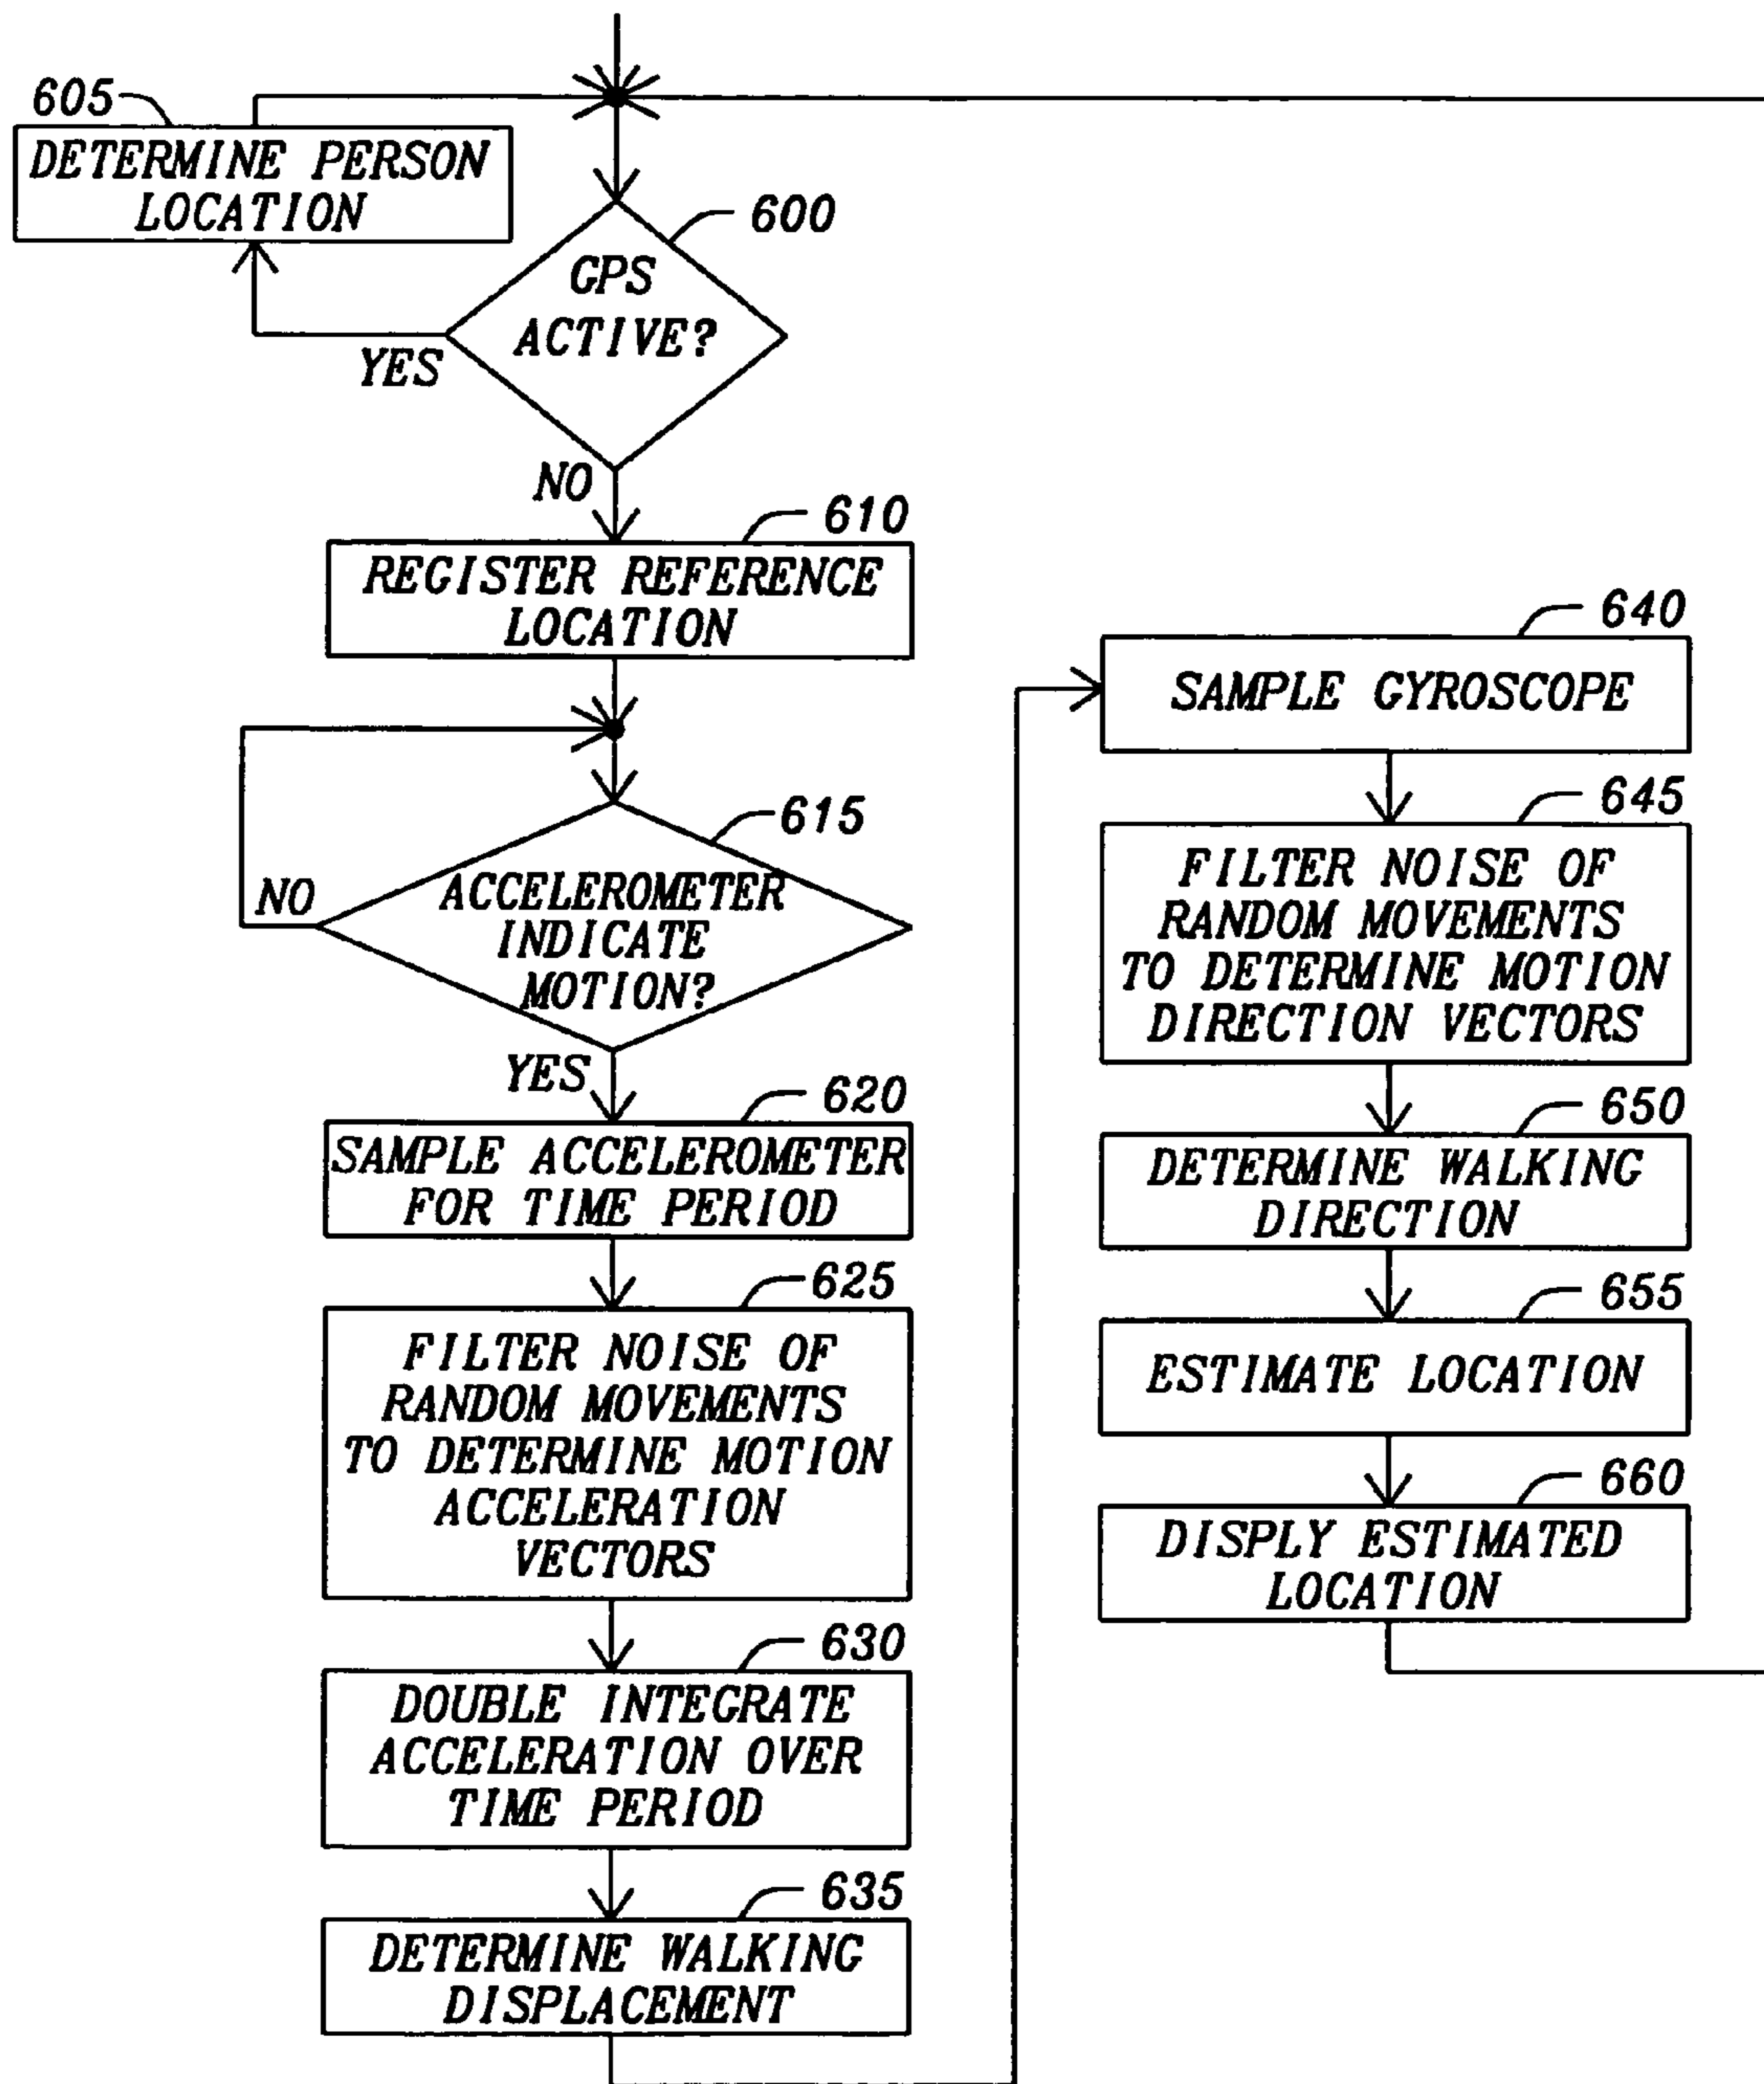 605
DETERMINE PERSON
LOCATION
600
GPS
ACTIVE?
YES
NO
610
REGISTER REFERENCE
LOCATION
615
ACCELEROMETER
INDICATE
MOTION?
NO
YES
620
SAMPLE ACCELEROMETER
FOR TIME PERIOD
625
FILTER NOISE OF
RANDOM MOVEMENTS
TO DETERMINE MOTION
ACCELERATION
VECTORS
630
DOUBLE INTEGRATE
ACCELERATION OVER
TIME PERIOD
635
DETERMINE WALKING
DISPLACEMENT
640
SAMPLE GYROSCOPE
645
FILTER NOISE OF
RANDOM MOVEMENTS
TO DETERMINE MOTION
DIRECTION VECTORS
650
DETERMINE WALKING
DIRECTION
655
ESTIMATE LOCATION
660
DISPLY ESTIMATED
LOCATION